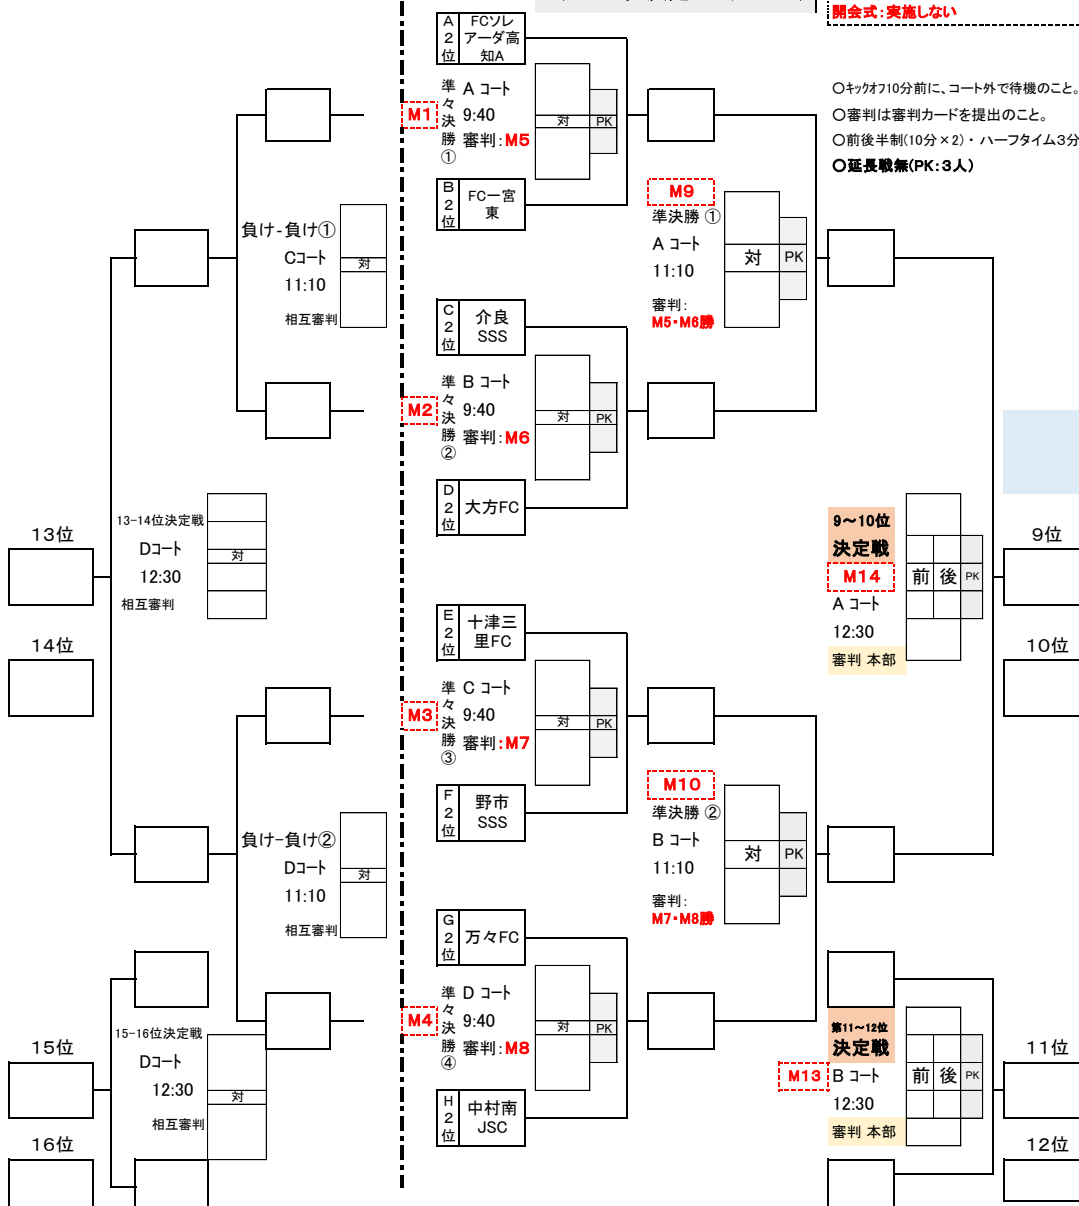 開会式:実施しない
○キックオフ10分前に、コート外で待機のこと。
○審判は審判カードを提出のこと。
○前後半制(10分×2)・ハーフタイム3分
○延長戦無(PK:3人)
A2位
FCソレ
アーダ高
知A
M1
準々決勝①
A コート
9:40
審判:M5
対
PK
B2位
FC一宮
東
負け-負け①
Cコート
11:10
相互審判
対
M9
準決勝 ①
A コート
11:10
審判:
M5・M6勝
対
PK
C2位
介良
SSS
M2
準々決勝②
B コート
9:40
審判:M6
対
PK
D2位
大方FC
13位
14位
13-14位決定戦
Dコート
12:30
相互審判
対
9~10位
決定戦
M14
A コート
12:30
審判 本部
前
後
PK
9位
10位
E2位
十津三
里FC
M3
準々決勝③
C コート
9:40
審判:M7
対
PK
F2位
野市
SSS
負け-負け②
Dコート
11:10
相互審判
対
M10
準決勝 ②
B コート
11:10
審判:
M7・M8勝
対
PK
G2位
万々FC
M4
準々決勝④
D コート
9:40
審判:M8
対
PK
H2位
中村南
JSC
15位
16位
15-16位決定戦
Dコート
12:30
相互審判
対
第11~12位
決定戦
M13
B コート
12:30
審判 本部
前
後
PK
11位
12位